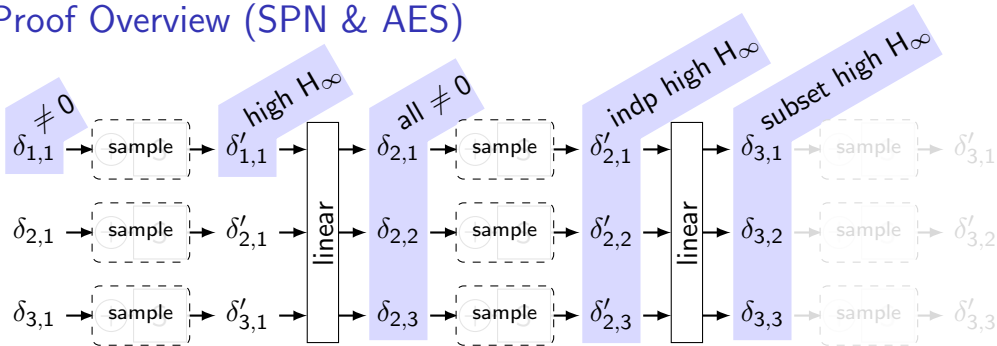 Proof Overview (SPN & AES)
≠ 0 high H∞ all ≠ 0 indp high H∞ subset high H∞
δ1,1 sample δ′1,1 δ2,1 sample δ′2,1 δ3,1 sample δ′3,1
δ2,1 sample δ′2,1 linear δ2,2 sample δ′2,2 linear δ3,2 sample δ′3,2
δ3,1 sample δ′3,1 δ2,3 sample δ′2,3 δ3,3 sample δ′3,3